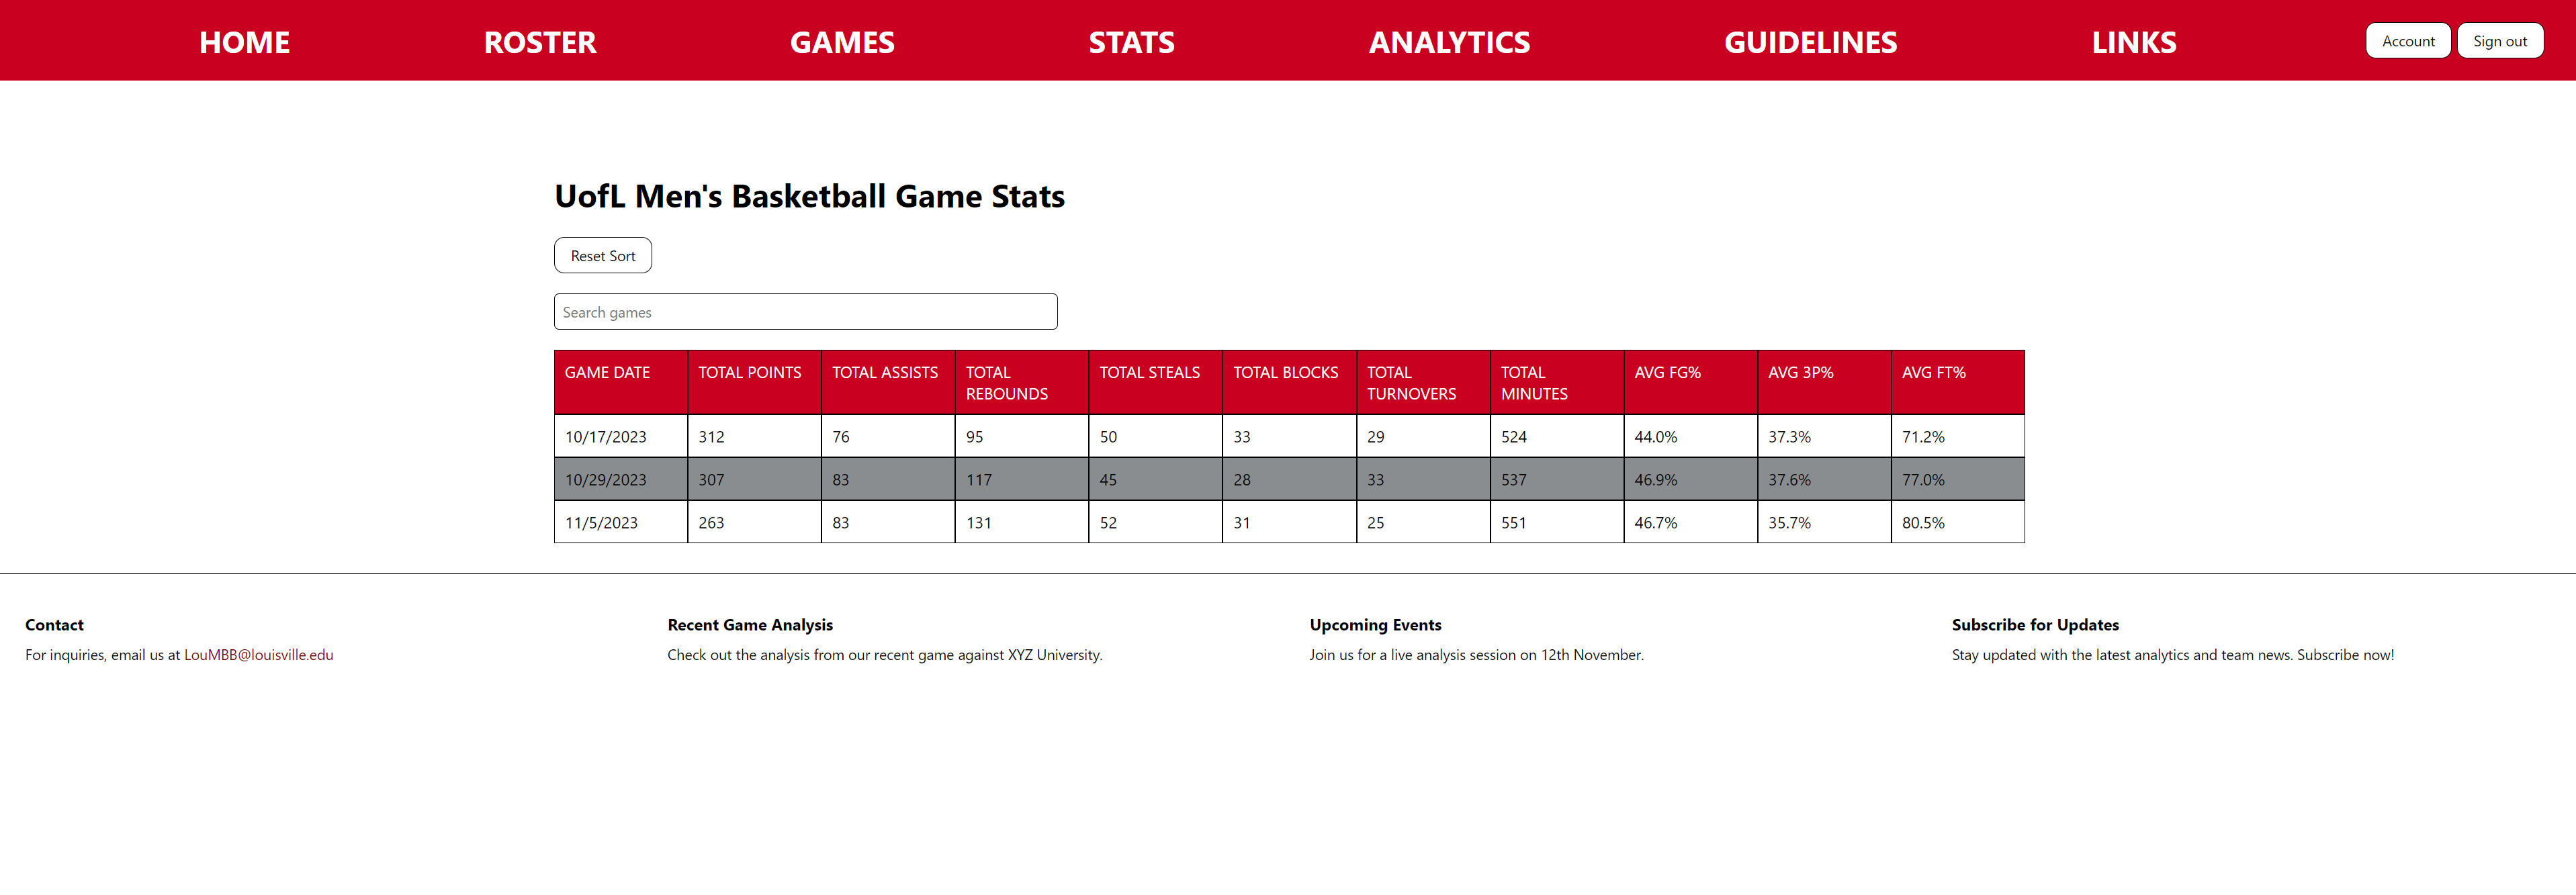 HOME ROSTER GAMES STATS ANALYTICS GUIDELINES LINKS Account Sign out
UofL Men's Basketball Game Stats
Reset Sort
Search games
GAME DATE TOTAL POINTS TOTAL ASSISTS TOTAL REBOUNDS TOTAL STEALS TOTAL BLOCKS TOTAL TURNOVERS TOTAL MINUTES AVG FG% AVG 3P% AVG FT%
10/17/2023 312 76 95 50 33 29 524 44.0% 37.3% 71.2%
10/29/2023 307 83 117 45 28 33 537 46.9% 37.6% 77.0%
11/5/2023 263 83 131 52 31 25 551 46.7% 35.7% 80.5%
Contact
For inquiries, email us at LouMBB@louisville.edu
Recent Game Analysis
Check out the analysis from our recent game against XYZ University.
Upcoming Events
Join us for a live analysis session on 12th November.
Subscribe for Updates
Stay updated with the latest analytics and team news. Subscribe now!